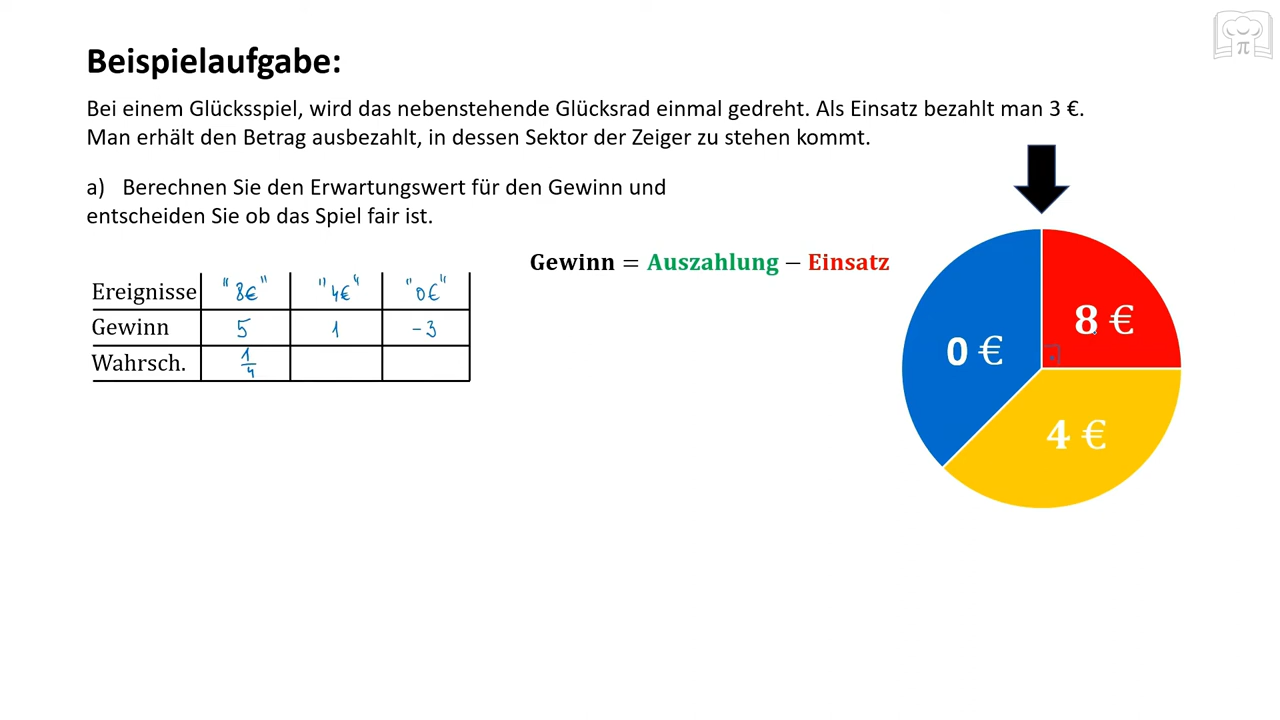 Beispielaufgabe:
Bei einem Glücksspiel, wird das nebenstehende Glücksrad einmal gedreht. Als Einsatz bezahlt man 3 €.
Man erhält den Betrag ausbezahlt, in dessen Sektor der Zeiger zu stehen kommt.
a) Berechnen Sie den Erwartungswert für den Gewinn und
entscheiden Sie ob das Spiel fair ist.
Gewinn = Auszahlung − Einsatz
Ereignisse "8€" "4€" "0€"
Gewinn 5 1 -3
Wahrsch. 1/4
8 €
0 €
4 €
π